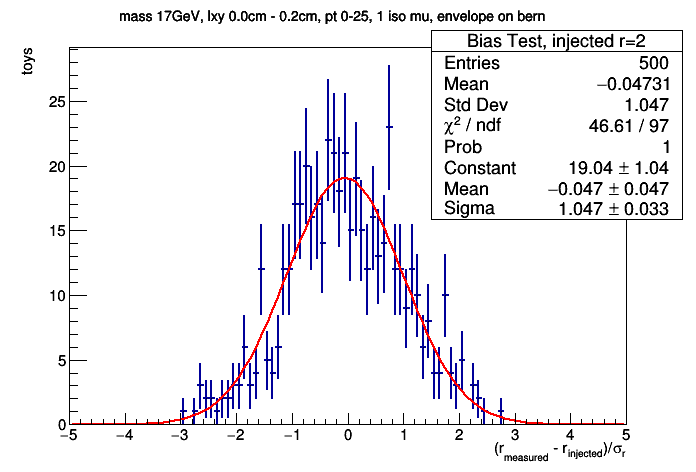 mass 17GeV, lxy 0.0cm - 0.2cm, pt 0-25, 1 iso mu, envelope on bern
Bias Test, injected r=2
Entries 500
Mean −0.04731
Std Dev 1.047
χ² / ndf 46.61 / 97
Prob 1
Constant 19.04 ± 1.04
Mean −0.047 ± 0.047
Sigma 1.047 ± 0.033
toys
25
20
15
10
5
0
−5 −4 −3 −2 −1 0 1 2 3 4 5
(r_measured - r_injected)/σ_r